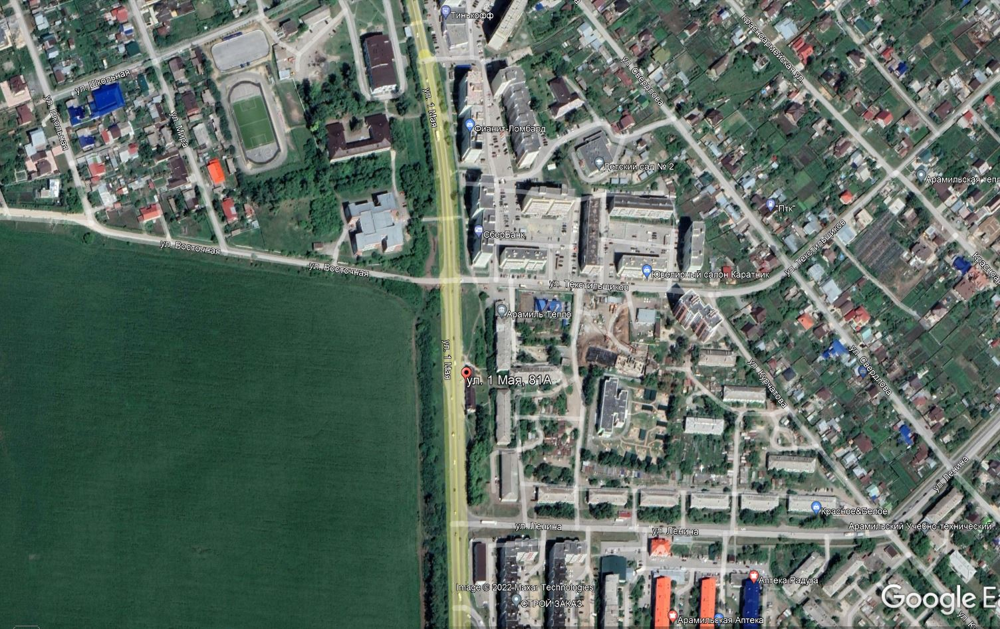 Тинькофф
Красноармейская ул.
ул. Школьная
ул. Свердлова
ул. 1 Мая
ул. Школьная
ул. Мира
Фианит-Ломбард
Детский сад № 2
Арамильская тепл
"Птк"
ул. Текстильщиков
СберБанк
ул. Восточная
ул. Восточная
Красноар
Ювелирный салон Каратник
ул. Текстильщиков
Арамиль-Тепло
ул. 1 Мая
ул. Свердлова
ул. Курчатова
ул. 1 Мая, 81А
ул. Ленина
Красное&Белое
ул. Ленина
ул. Ленина
Арамильский Учебно-технический...
Аптека Радуга
Image © 2022 Maxar Technologies
СТРОЙ ЗАКАЗ
Арамильская Аптека
Google Ea